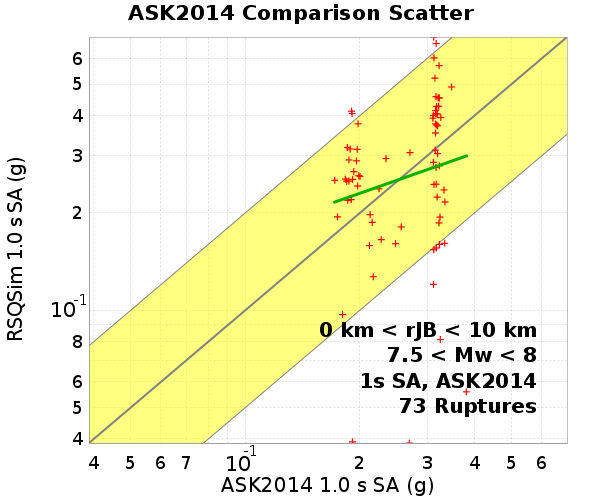 ASK2014 Comparison Scatter
RSQSim 1.0 s SA (g)
6
5
4
3
2
10⁻¹
8
6
5
4
0 km < rJB < 10 km
7.5 < Mw < 8
1s SA, ASK2014
73 Ruptures
4 5 6 7 10⁻¹ 2 3 4 5 6
ASK2014 1.0 s SA (g)